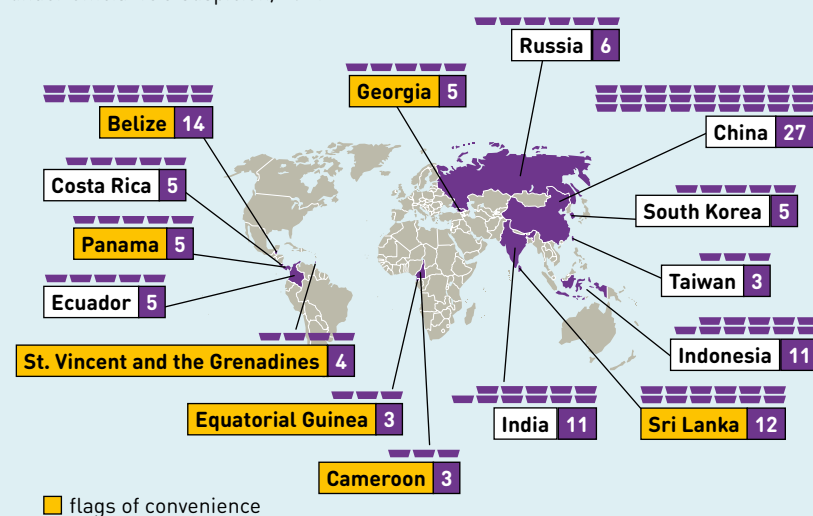 Russia 6
Georgia 5
Belize 14
China 27
Costa Rica 5
South Korea 5
Panama 5
Taiwan 3
Ecuador 5
Indonesia 11
St. Vincent and the Grenadines 4
Equatorial Guinea 3
India 11
Sri Lanka 12
Cameroon 3
flags of convenience